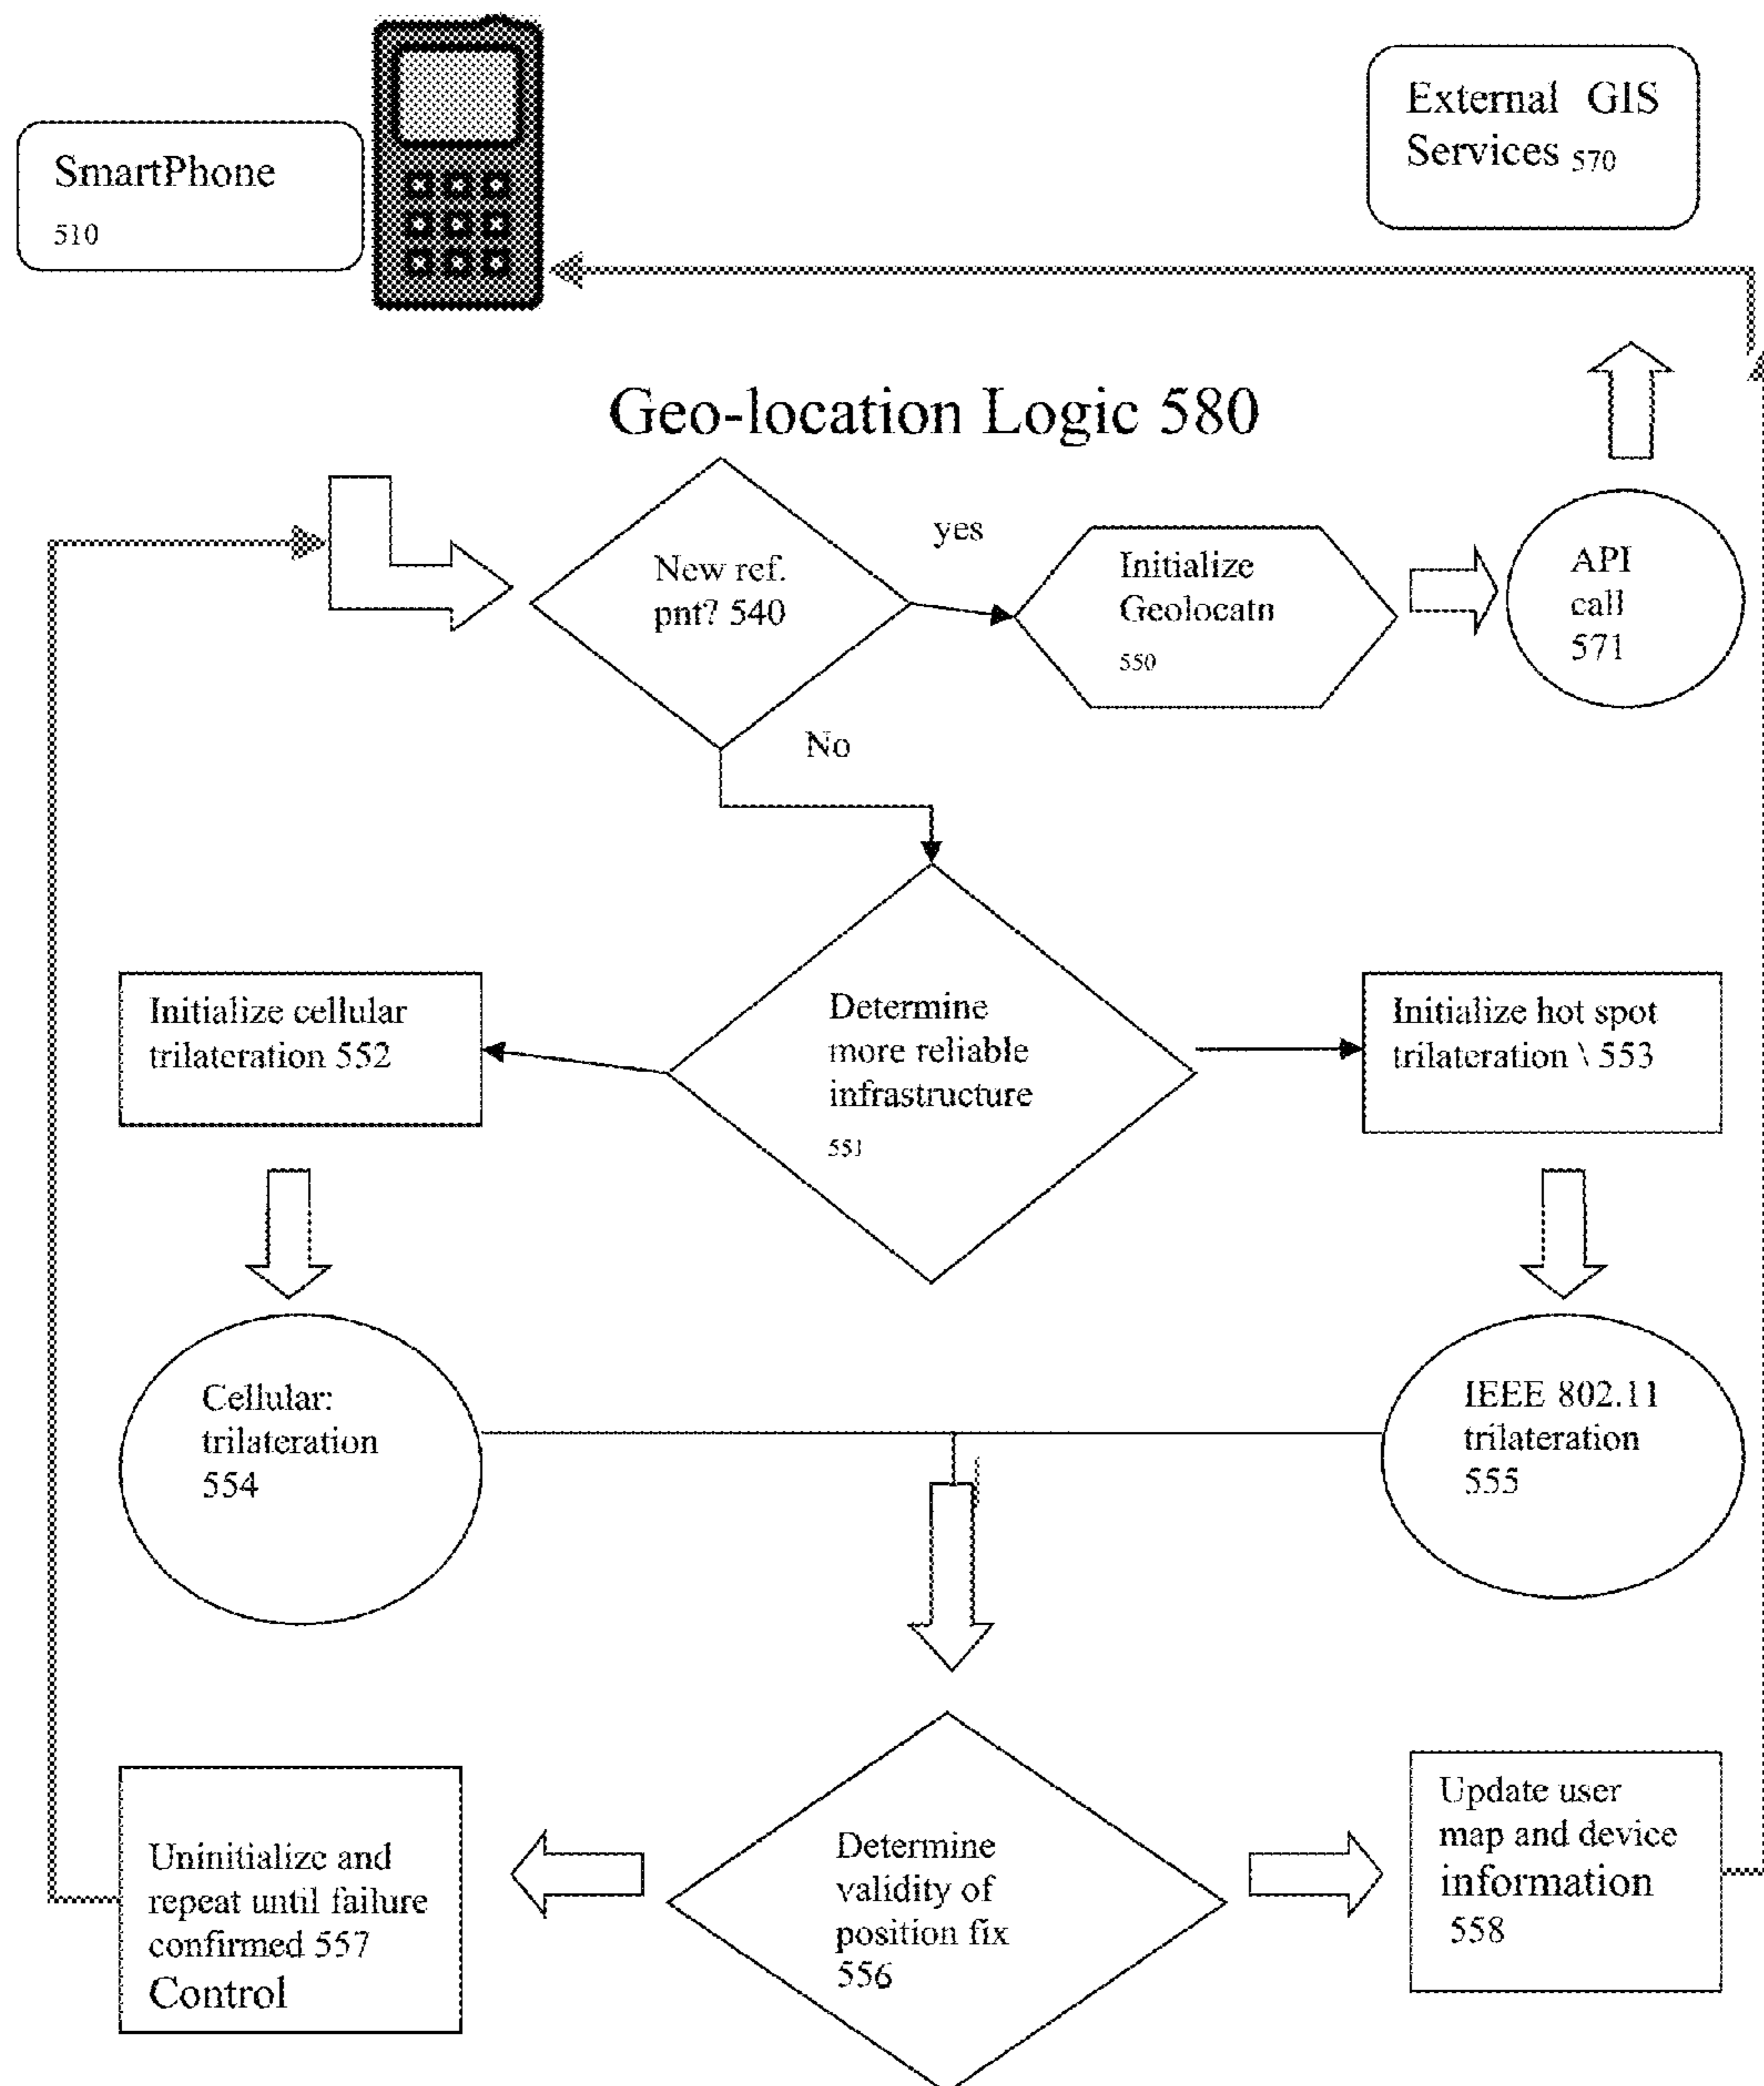 SmartPhone
510
External GIS
Services 570
Geo-location Logic 580
New ref.
pnt? 540
yes
Initialize
Geolocatn
550
API
call
571
No
Initialize cellular
trilateration 552
Determine
more reliable
infrastructure
551
Initialize hot spot
trilateration \ 553
Cellular:
trilateration
554
IEEE 802.11
trilateration
555
Uninitialize and
repeat until failure
confirmed 557
Control
Determine
validity of
position fix
556
Update user
map and device
information
558